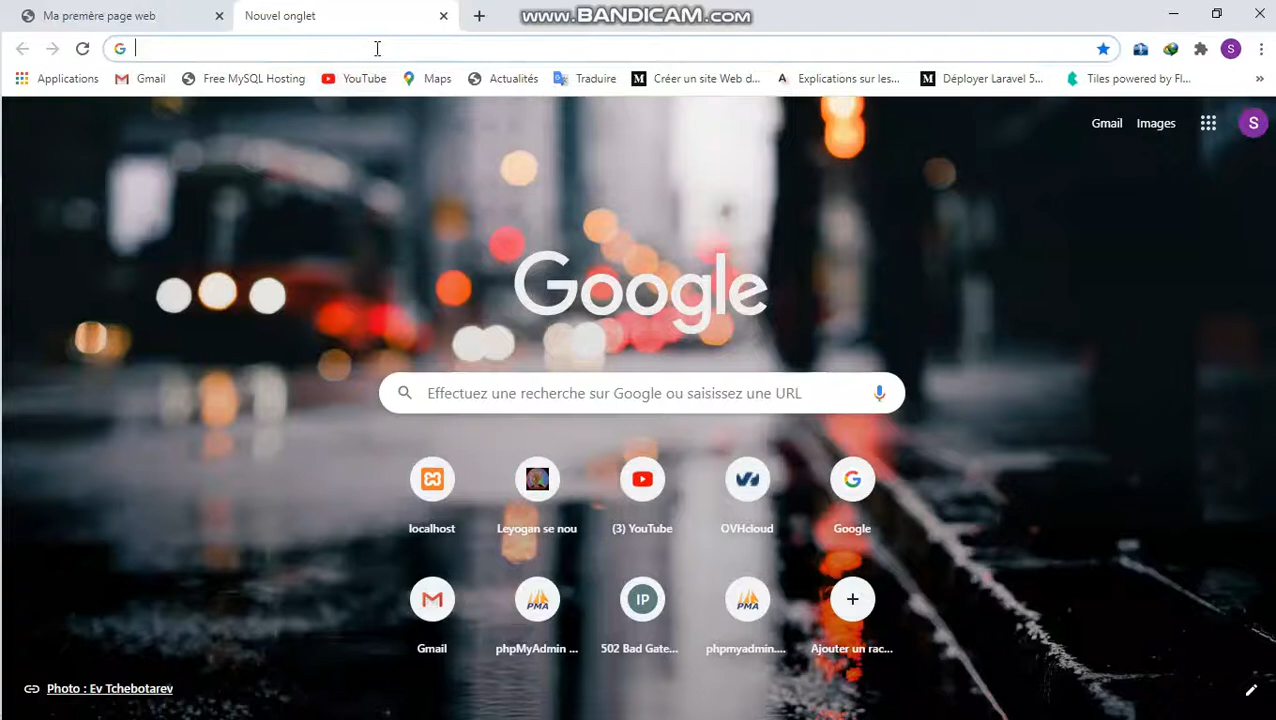 Ma première page web
Nouvel onglet
www.BANDICAM.com
S
Applications
Gmail
Free MySQL Hosting
YouTube
Maps
Actualités
Traduire
Créer un site Web d...
Explications sur les...
Déployer Laravel 5...
Tiles powered by Fl...
»
Gmail
Images
S
Google
Effectuez une recherche sur Google ou saisissez une URL
localhost
Leyogan se nou
(3) YouTube
OVHcloud
Google
Gmail
phpMyAdmin ...
IP
502 Bad Gate...
phpmyadmin....
Ajouter un rac...
PMA
PMA
Photo : Ev Tchebotarev